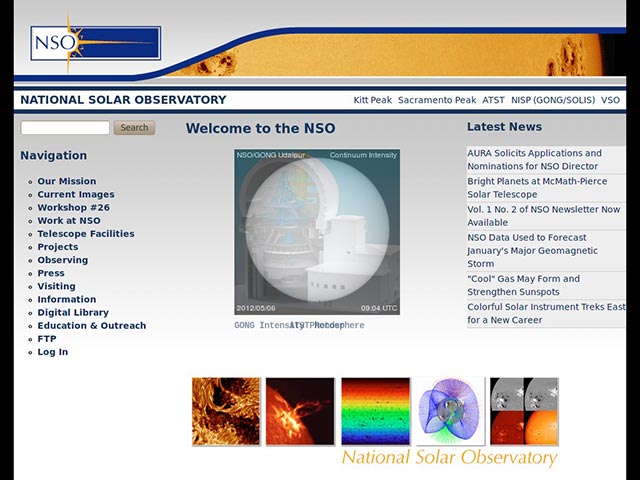 NSO
NATIONAL SOLAR OBSERVATORY
Kitt Peak Sacramento Peak ATST NISP (GONG/SOLIS) VSO
Search
Navigation
Our Mission
Current Images
Workshop #26
Work at NSO
Telescope Facilities
Projects
Observing
Press
Visiting
Information
Digital Library
Education & Outreach
FTP
Log In
Welcome to the NSO
NSO/GONG Udaipur Continuum Intensity
2012/05/06 09:04 UTC
GONG Intensity Photosphere
Latest News
AURA Solicits Applications and
Nominations for NSO Director
Bright Planets at McMath-Pierce
Solar Telescope
Vol. 1 No. 2 of NSO Newsletter Now
Available
NSO Data Used to Forecast
January's Major Geomagnetic
Storm
"Cool" Gas May Form and
Strengthen Sunspots
Colorful Solar Instrument Treks East
for a New Career
National Solar Observatory